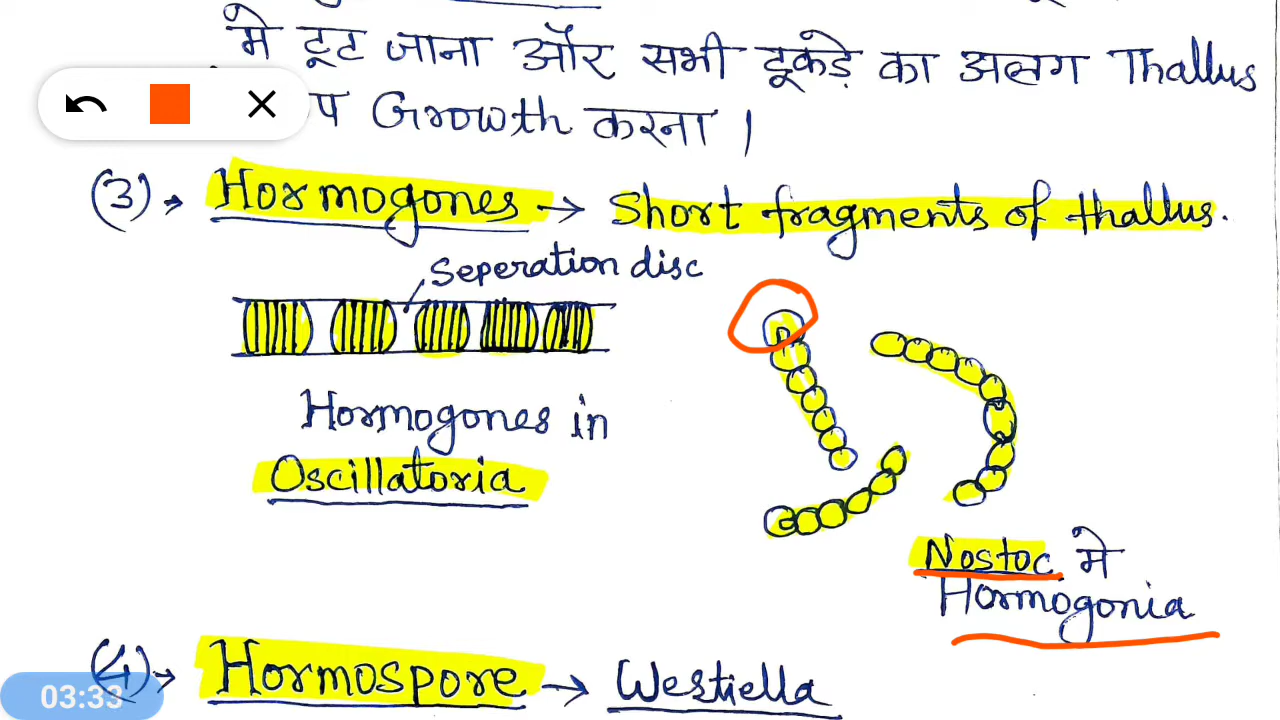 मे टूट जाना और सभी टूकड़े का अलग Thallus
प Growth करना ।
(3) → Hormogones → Short fragments of thallus.
Seperation disc
Hormogones in
Oscillatoria
Nostoc मे
Hormogonia
(4) → Hormospore → Westiella
03:33